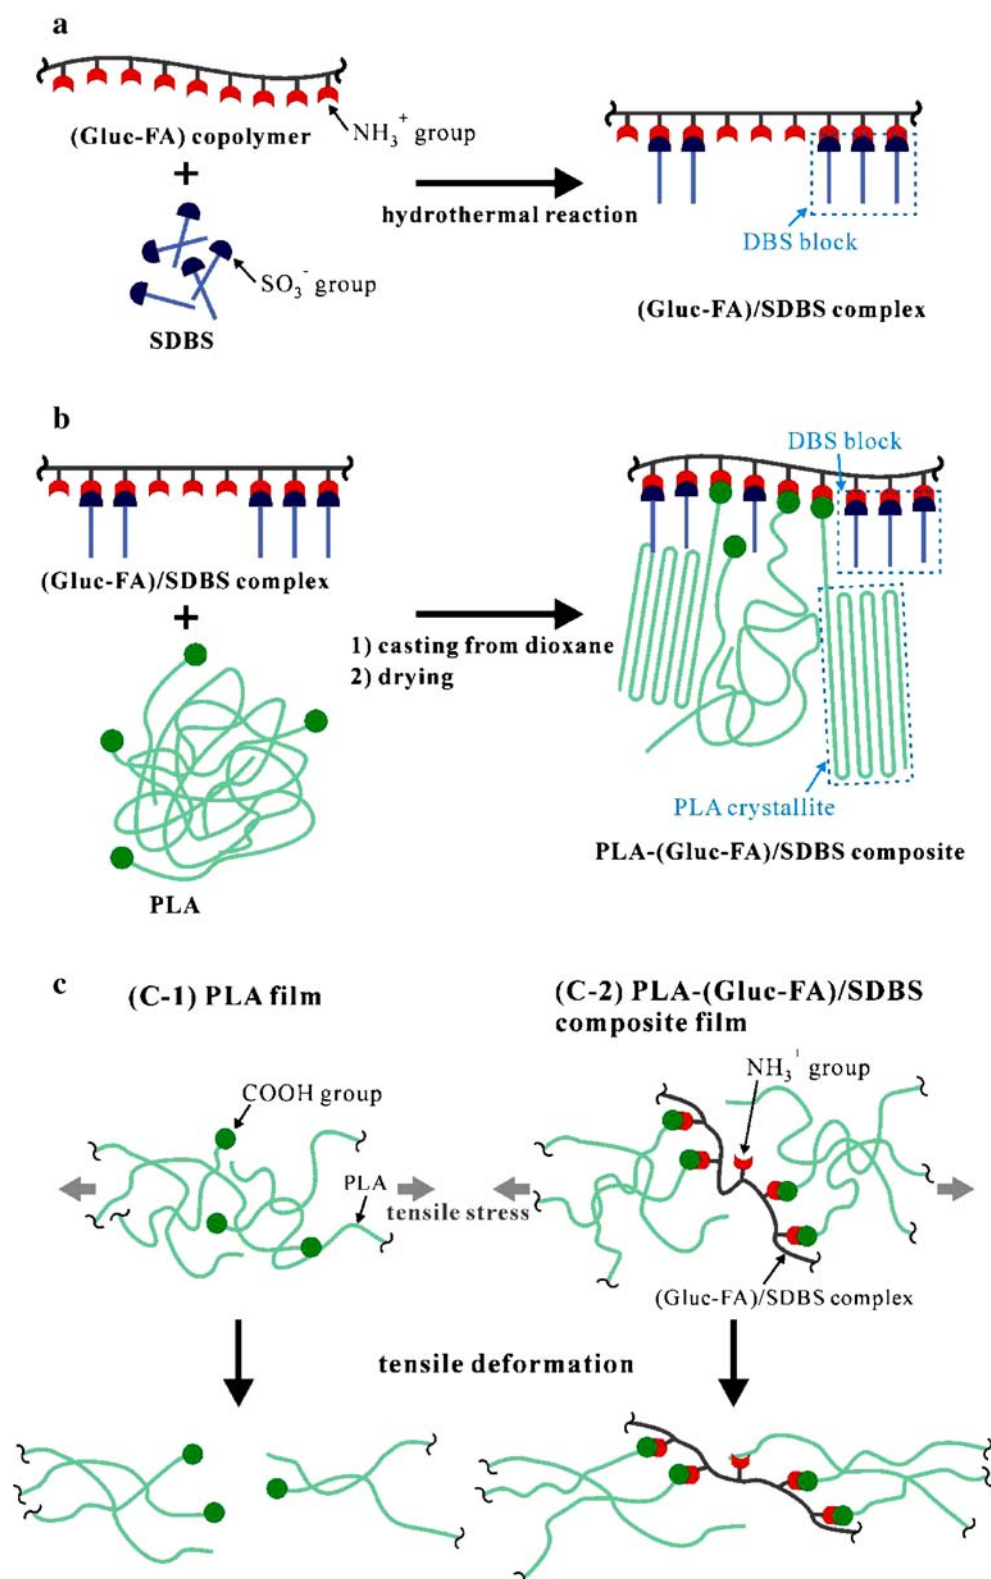 a
(Gluc-FA) copolymer
NH₃⁺ group
+
SO₃⁻ group
SDBS
hydrothermal reaction
DBS block
(Gluc-FA)/SDBS complex
b
(Gluc-FA)/SDBS complex
+
PLA
1) casting from dioxane
2) drying
DBS block
PLA crystallite
PLA-(Gluc-FA)/SDBS composite
c
(C-1) PLA film
COOH group
PLA
tensile stress
(C-2) PLA-(Gluc-FA)/SDBS
composite film
NH₃⁺ group
(Gluc-FA)/SDBS complex
tensile deformation